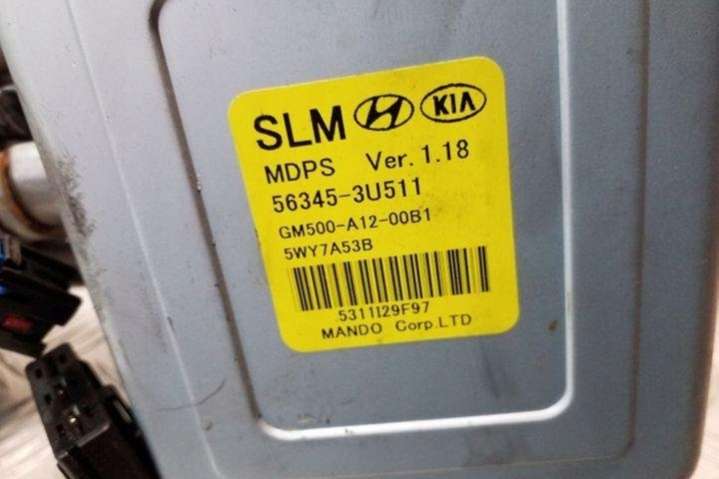 SLM KIA
MDPS Ver. 1.18
56345-3U511
GM500-A12-00B1
5WY7A53B
5311I29F97
MANDO Corp.LTD